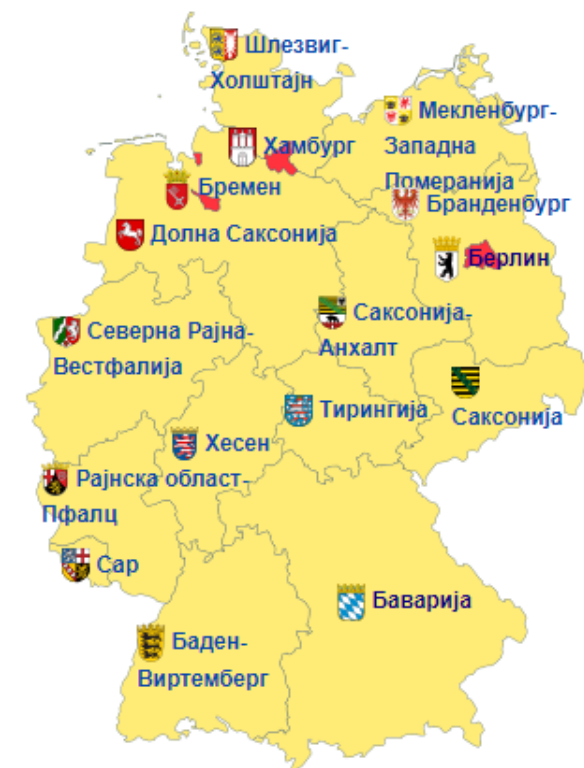 Шлезвиг-
Холштајн
Мекленбург-
Западна
Померанија
Хамбург
Бремен
Бранденбург
Долна Саксонија
Берлин
Саксонија-
Анхалт
Северна Рајна-
Вестфалија
Тирингија
Саксонија
Хесен
Рајнска област-
Пфалц
Сар
Баварија
Баден-
Виртемберг